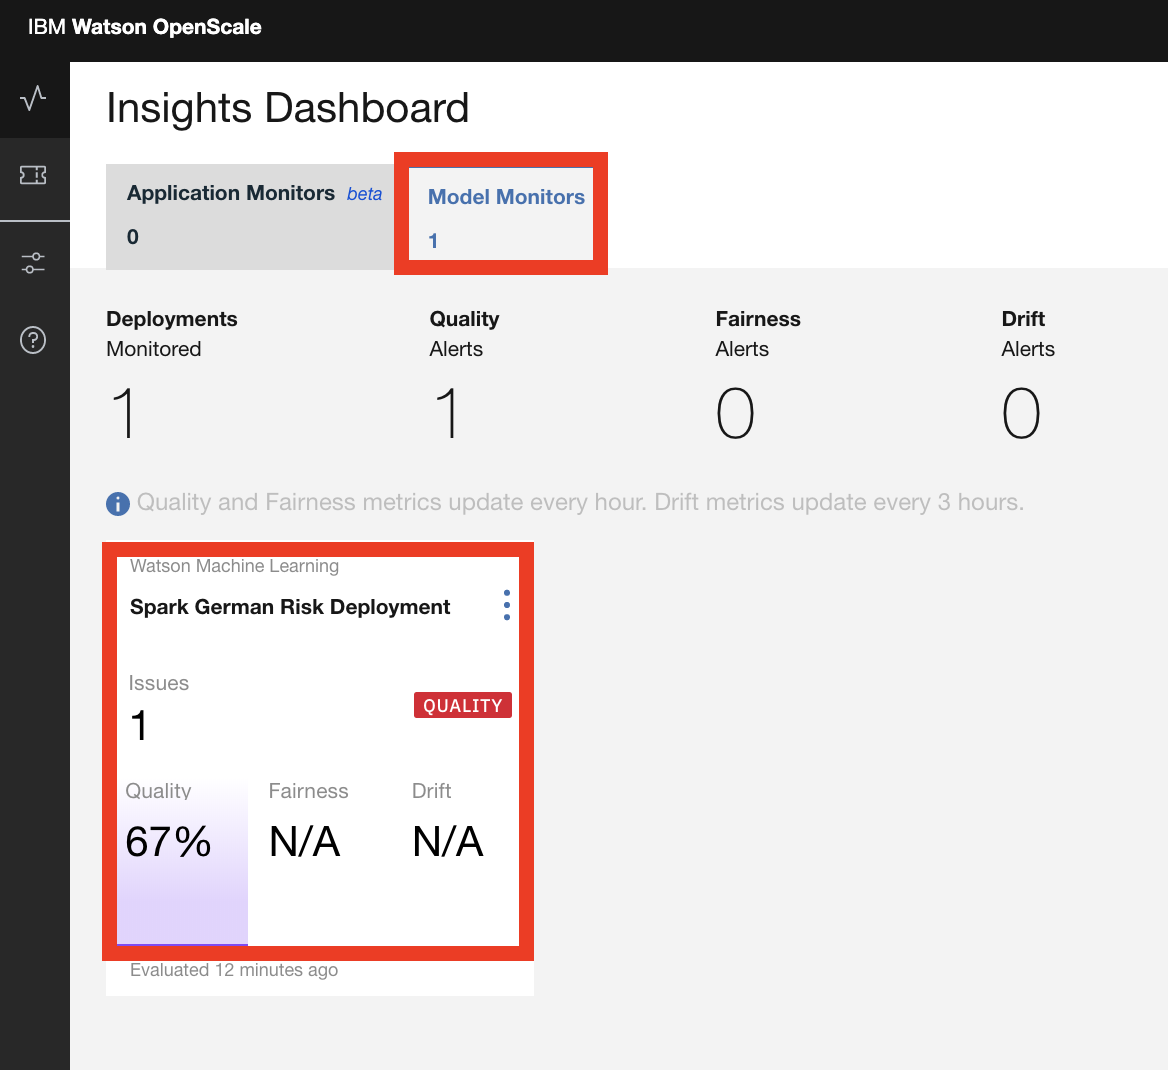 IBM Watson OpenScale
Insights Dashboard
Application Monitors beta
0
Model Monitors
1
Deployments
Monitored
1
Quality
Alerts
1
Fairness
Alerts
0
Drift
Alerts
0
Quality and Fairness metrics update every hour. Drift metrics update every 3 hours.
Watson Machine Learning
Spark German Risk Deployment
Issues
1
QUALITY
Quality
67%
Fairness
N/A
Drift
N/A
Evaluated 12 minutes ago